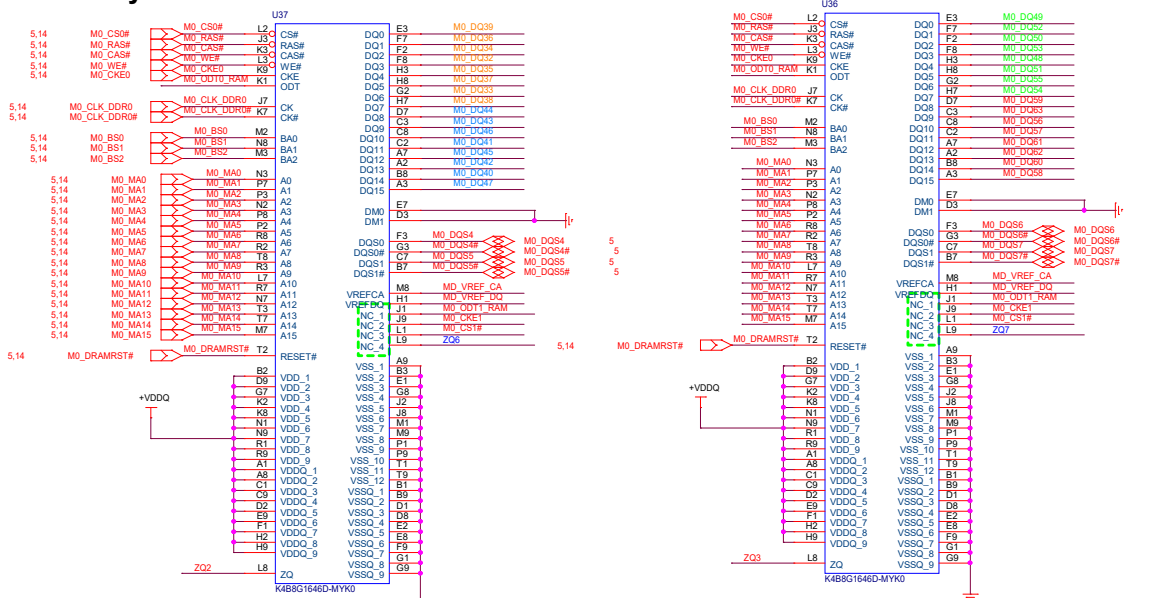 U37
5,14 M0_CS0# M0_CS0# L2 CS# DQ0 E3 M0_DQ39
5,14 M0_RAS# M0_RAS# J3 RAS# DQ1 F7 M0_DQ36
5,14 M0_CAS# M0_CAS# K3 CAS# DQ2 F2 M0_DQ34
5,14 M0_WE# M0_WE# L3 WE# DQ3 F8 M0_DQ32
5,14 M0_CKE0 M0_CKE0 K9 CKE DQ4 H3 M0_DQ35
M0_ODT0_RAM K1 ODT DQ5 H8 M0_DQ37
DQ6 G2 M0_DQ33
5,14 M0_CLK_DDR0 M0_CLK_DDR0 J7 CK DQ7 H7 M0_DQ38
5,14 M0_CLK_DDR0# M0_CLK_DDR0# K7 CK# DQ8 D7 M0_DQ44
DQ9 C3 M0_DQ43
5,14 M0_BS0 M0_BS0 M2 BA0 DQ10 C8 M0_DQ46
5,14 M0_BS1 M0_BS1 N8 BA1 DQ11 C2 M0_DQ41
5,14 M0_BS2 M0_BS2 M3 BA2 DQ12 A7 M0_DQ45
DQ13 A2 M0_DQ42
DQ14 B8 M0_DQ40
DQ15 A3 M0_DQ47
5,14 M0_MA0 M0_MA0 N3 A0
5,14 M0_MA1 M0_MA1 P7 A1
5,14 M0_MA2 M0_MA2 P3 A2
5,14 M0_MA3 M0_MA3 N2 A3 DM0 E7
5,14 M0_MA4 M0_MA4 P8 A4 DM1 D3
5,14 M0_MA5 M0_MA5 P2 A5
5,14 M0_MA6 M0_MA6 R8 A6 DQS0 F3 M0_DQS4 M0_DQS4 5
5,14 M0_MA7 M0_MA7 R2 A7 DQS0# G3 M0_DQS4# M0_DQS4# 5
5,14 M0_MA8 M0_MA8 T8 A8 DQS1 C7 M0_DQS5 M0_DQS5 5
5,14 M0_MA9 M0_MA9 R3 A9 DQS1# B7 M0_DQS5# M0_DQS5# 5
5,14 M0_MA10 M0_MA10 L7 A10
5,14 M0_MA11 M0_MA11 R7 A11 VREFCA M8 MD_VREF_CA
5,14 M0_MA12 M0_MA12 N7 A12 VREFDQ H1 MD_VREF_DQ
5,14 M0_MA13 M0_MA13 T3 A13 NC_1 J1 M0_ODT1_RAM
5,14 M0_MA14 M0_MA14 T7 A14 NC_2 J9 M0_CKE1
5,14 M0_MA15 M0_MA15 M7 A15 NC_3 L1 M0_CS1#
NC_4 L9 ZQ6
5,14 M0_DRAMRST# M0_DRAMRST# T2 RESET#
VSS_1 A9
B2 VDD_1 VSS_2 B3
D9 VDD_2 VSS_3 E1
G7 VDD_3 VSS_4 G8
+VDDQ K2 VDD_4 VSS_5 J2
K8 VDD_5 VSS_6 J8
N1 VDD_6 VSS_7 M1
N9 VDD_7 VSS_8 M9
R1 VDD_8 VSS_9 P1
R9 VDD_9 VSS_10 P9
A1 VDDQ_1 VSS_11 T1
A8 VDDQ_2 VSS_12 T9
C1 VDDQ_3 VSSQ_1 B1
C9 VDDQ_4 VSSQ_2 B9
D2 VDDQ_5 VSSQ_3 D1
E9 VDDQ_6 VSSQ_4 D8
F1 VDDQ_7 VSSQ_5 E2
H2 VDDQ_8 VSSQ_6 E8
H9 VDDQ_9 VSSQ_7 F9
VSSQ_8 G1
ZQ2 L8 ZQ VSSQ_9 G9
K4B8G1646D-MYK0
U36
M0_CS0# L2 CS# DQ0 E3 M0_DQ49
M0_RAS# J3 RAS# DQ1 F7 M0_DQ52
M0_CAS# K3 CAS# DQ2 F2 M0_DQ50
M0_WE# L3 WE# DQ3 F8 M0_DQ53
M0_CKE0 K9 CKE DQ4 H3 M0_DQ48
M0_ODT0_RAM K1 ODT DQ5 H8 M0_DQ51
DQ6 G2 M0_DQ55
M0_CLK_DDR0 J7 CK DQ7 H7 M0_DQ54
M0_CLK_DDR0# K7 CK# DQ8 D7 M0_DQ59
DQ9 C3 M0_DQ63
M0_BS0 M2 BA0 DQ10 C8 M0_DQ56
M0_BS1 N8 BA1 DQ11 C2 M0_DQ57
M0_BS2 M3 BA2 DQ12 A7 M0_DQ61
DQ13 A2 M0_DQ62
M0_MA0 N3 A0 DQ14 B8 M0_DQ60
M0_MA1 P7 A1 DQ15 A3 M0_DQ58
M0_MA2 P3 A2
M0_MA3 N2 A3 DM0 E7
M0_MA4 P8 A4 DM1 D3
M0_MA5 P2 A5
M0_MA6 R8 A6 DQS0 F3 M0_DQS6 M0_DQS6
M0_MA7 R2 A7 DQS0# G3 M0_DQS6# M0_DQS6#
M0_MA8 T8 A8 DQS1 C7 M0_DQS7 M0_DQS7
M0_MA9 R3 A9 DQS1# B7 M0_DQS7# M0_DQS7#
M0_MA10 L7 A10
M0_MA11 R7 A11 VREFCA M8 MD_VREF_CA
M0_MA12 N7 A12 VREFDQ H1 MD_VREF_DQ
M0_MA13 T3 A13 NC_1 J1 M0_ODT1_RAM
M0_MA14 T7 A14 NC_2 J9 M0_CKE1
M0_MA15 M7 A15 NC_3 L1 M0_CS1#
NC_4 L9 ZQ7
5,14 M0_DRAMRST# M0_DRAMRST# T2 RESET#
VSS_1 A9
B2 VDD_1 VSS_2 B3
D9 VDD_2 VSS_3 E1
G7 VDD_3 VSS_4 G8
+VDDQ K2 VDD_4 VSS_5 J2
K8 VDD_5 VSS_6 J8
N1 VDD_6 VSS_7 M1
N9 VDD_7 VSS_8 M9
R1 VDD_8 VSS_9 P1
R9 VDD_9 VSS_10 P9
A1 VDDQ_1 VSS_11 T1
A8 VDDQ_2 VSS_12 T9
C1 VDDQ_3 VSSQ_1 B1
C9 VDDQ_4 VSSQ_2 B9
D2 VDDQ_5 VSSQ_3 D1
E9 VDDQ_6 VSSQ_4 D8
F1 VDDQ_7 VSSQ_5 E2
H2 VDDQ_8 VSSQ_6 E8
H9 VDDQ_9 VSSQ_7 F9
VSSQ_8 G1
ZQ3 L8 ZQ VSSQ_9 G9
K4B8G1646D-MYK0